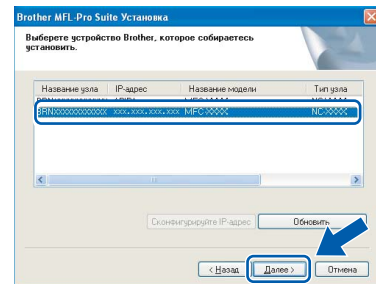 Brother MFL-Pro Suite Установка
Выберете устройство Brother, которое собираетесь
установить.
Название узла IP-адрес Название модели Тип узла
BRNxxxxxxxxxxxx xxx.xxx.xxx.xxx MFC-XXXX NC-XXXX
Сконфигурируйте IP-адрес Обновить
< Назад Далее > Отмена